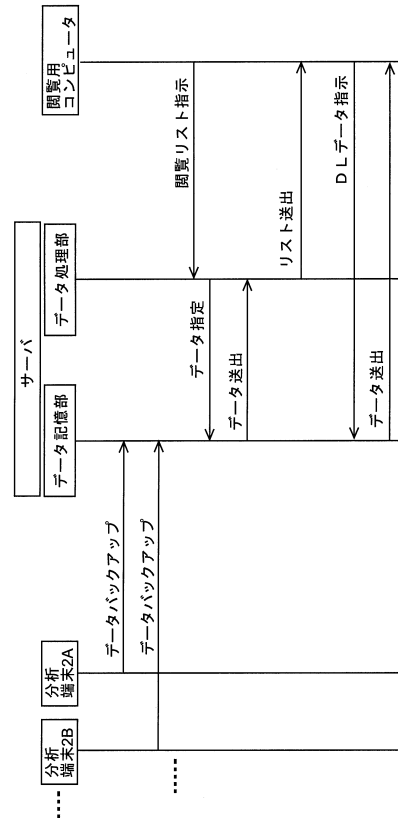 サーバ
分析
端末2B
分析
端末2A
データ記憶部
データ処理部
閲覧用
コンピュータ
データバックアップ
データバックアップ
閲覧リスト指示
データ指定
データ送出
リスト送出
ＤＬデータ指示
データ送出